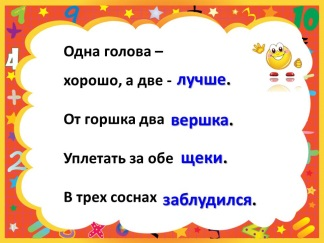 Одна голова –
хорошо, а две - лучше.
От горшка два вершка.
Уплетать за обе щеки.
В трех соснах заблудился.